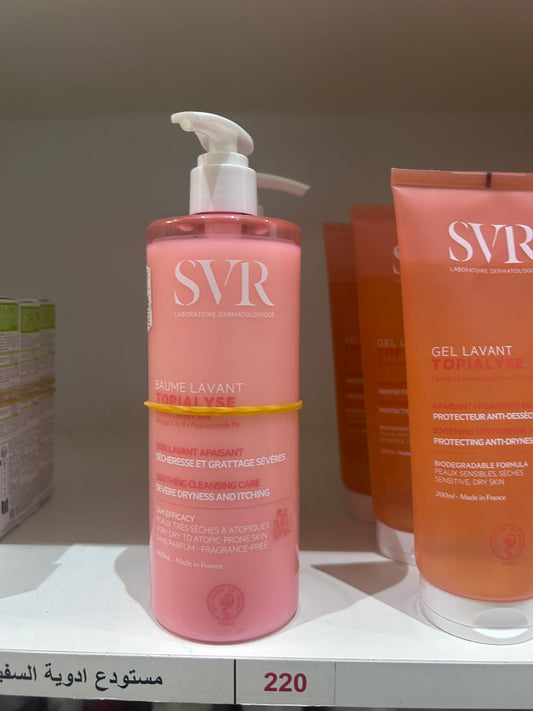 SVR
LABORATOIRE DERMATOLOGIQUE
BAUME LAVANT
TOPIALYSE
SOIN LAVANT APAISANT
SÉCHERESSE ET GRATTAGE SÉVÈRES
SOOTHING CLEANSING CARE
SEVERE DRYNESS AND ITCHING
24H EFFICACY
PEAUX TRÈS SÈCHES À ATOPIQUES
VERY DRY TO ATOPIC-PRONE SKIN
SANS PARFUM • FRAGRANCE-FREE
400mL - Made in France
SVR
LABORATOIRE DERMATOLOGIQUE
GEL LAVANT
TOPIALYSE
APAISANT HYDRATANT
PROTECTEUR ANTI-DESSÈC
SOOTHING MOISTURISING
PROTECTING ANTI-DRYNES
BIODEGRADABLE FORMULA
PEAUX SENSIBLES, SÈCHES
SENSITIVE, DRY SKIN
200ml - Made in France
GEL
مستودع ادوية السفي
220